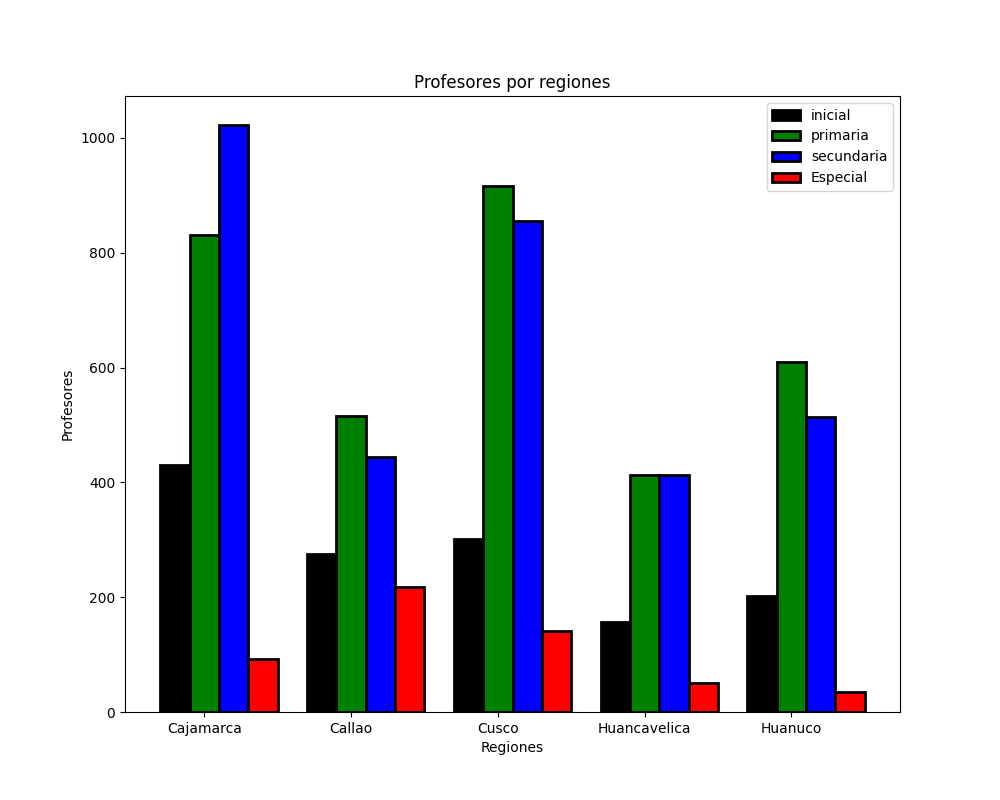 Profesores por regiones
inicial
primaria
secundaria
Especial
1000
800
600
400
200
0
Profesores
Cajamarca Callao Cusco Huancavelica Huanuco
Regiones